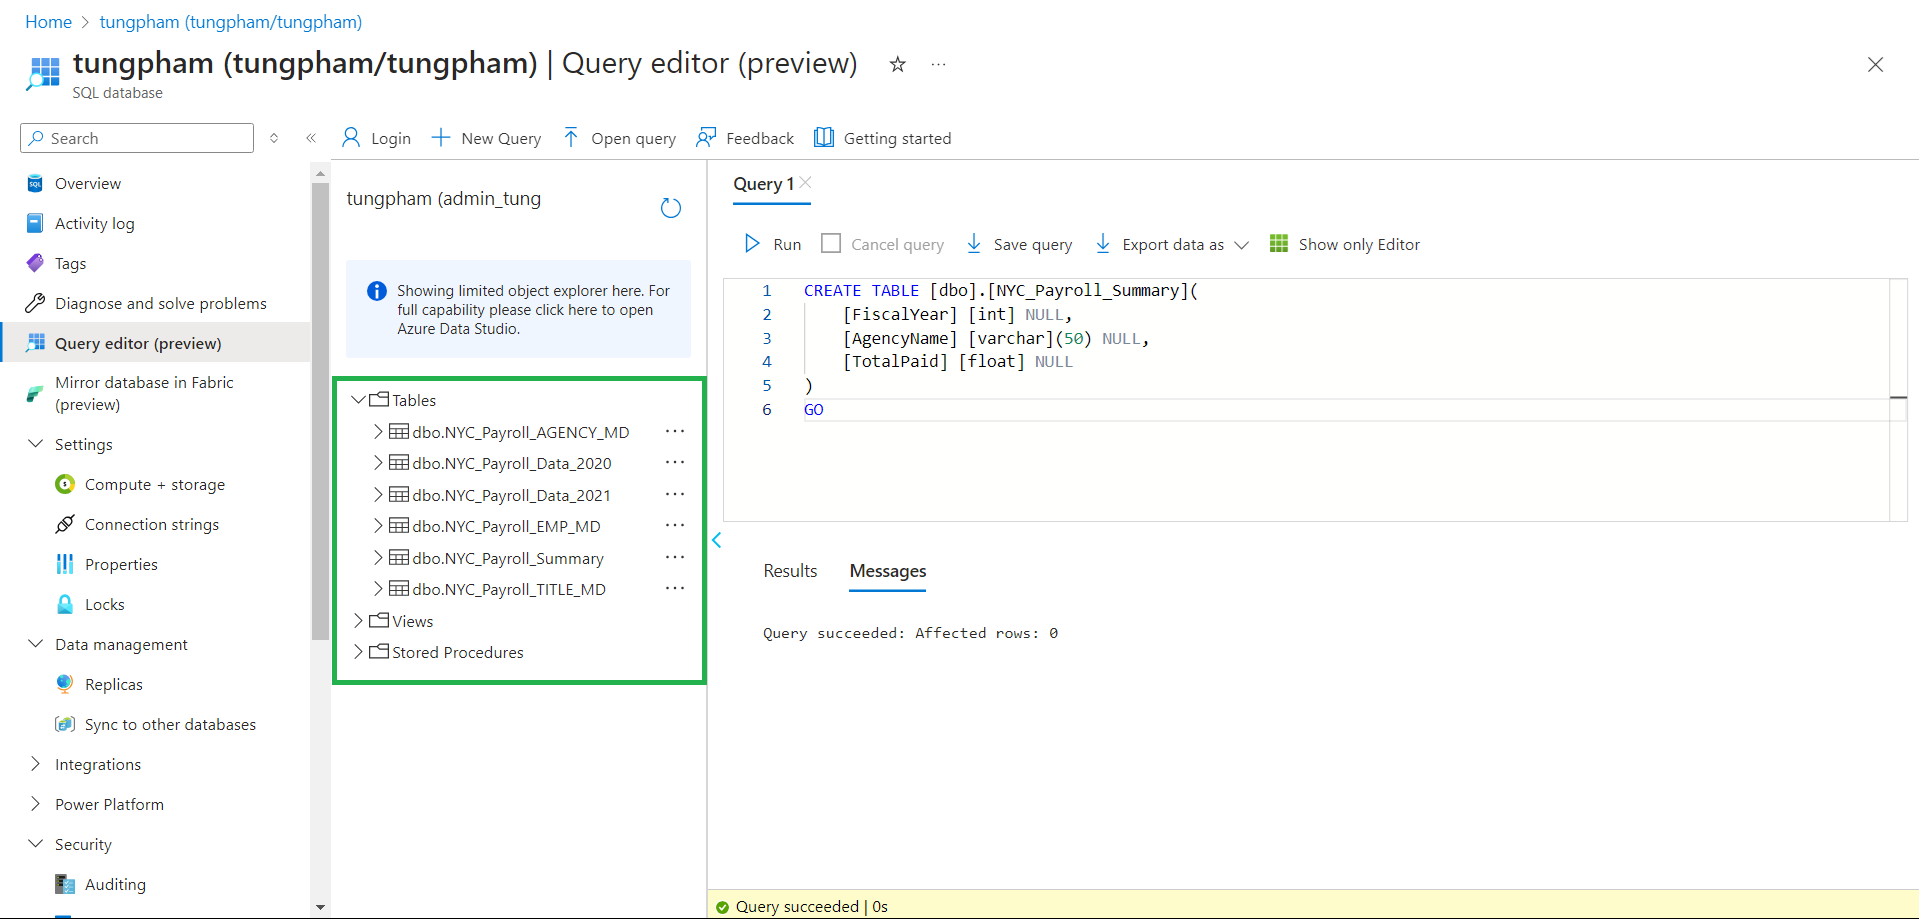 Home > tungpham (tungpham/tungpham)
tungpham (tungpham/tungpham) | Query editor (preview)
SQL database
Search
Login
New Query
Open query
Feedback
Getting started
Overview
Activity log
Tags
Diagnose and solve problems
Query editor (preview)
Mirror database in Fabric
(preview)
Settings
Compute + storage
Connection strings
Properties
Locks
Data management
Replicas
Sync to other databases
Integrations
Power Platform
Security
Auditing
tungpham (admin_tung
Showing limited object explorer here. For
full capability please click here to open
Azure Data Studio.
Tables
dbo.NYC_Payroll_AGENCY_MD
dbo.NYC_Payroll_Data_2020
dbo.NYC_Payroll_Data_2021
dbo.NYC_Payroll_EMP_MD
dbo.NYC_Payroll_Summary
dbo.NYC_Payroll_TITLE_MD
Views
Stored Procedures
Query 1
Run
Cancel query
Save query
Export data as
Show only Editor
1 CREATE TABLE [dbo].[NYC_Payroll_Summary](
2 [FiscalYear] [int] NULL,
3 [AgencyName] [varchar](50) NULL,
4 [TotalPaid] [float] NULL
5 )
6 GO
Results
Messages
Query succeeded: Affected rows: 0
Query succeeded | 0s